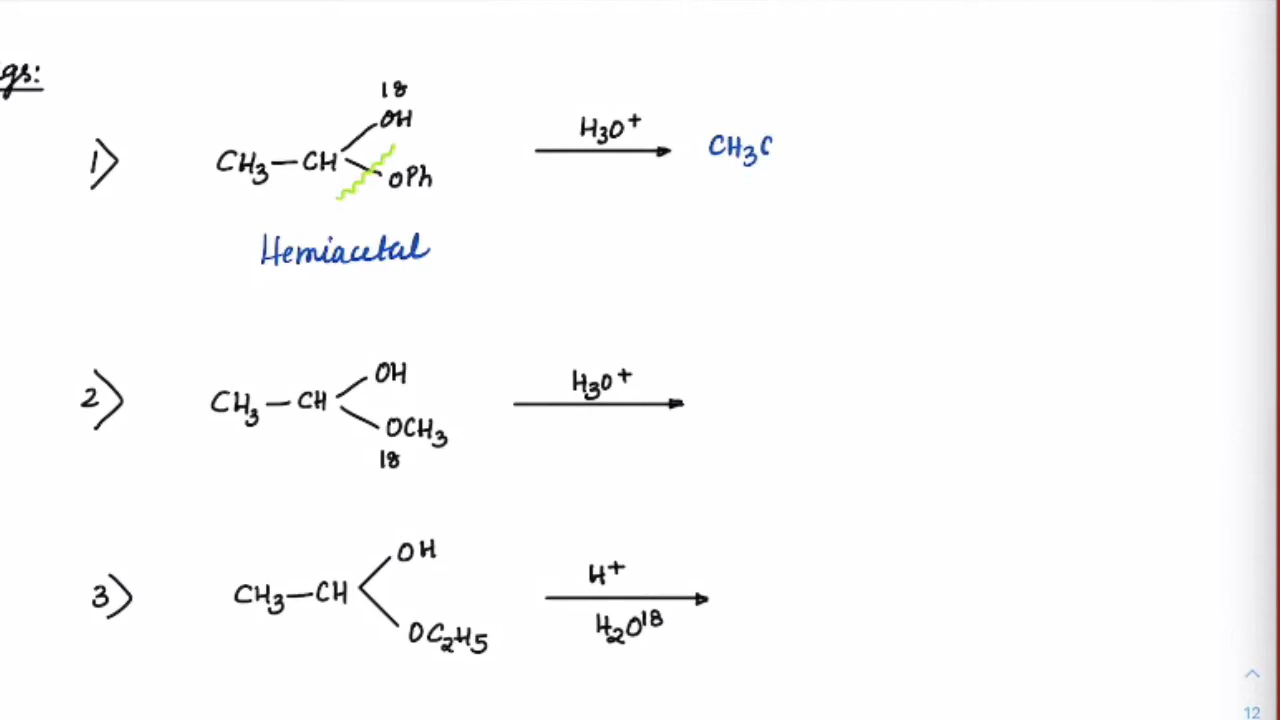 gs:
18
1) CH3-CH OH H3O+ CH3C
OPh
Hemiacetal
2) CH3-CH OH H3O+
OCH3
18
3) CH3-CH OH H+
OC2H5 H2O18
12